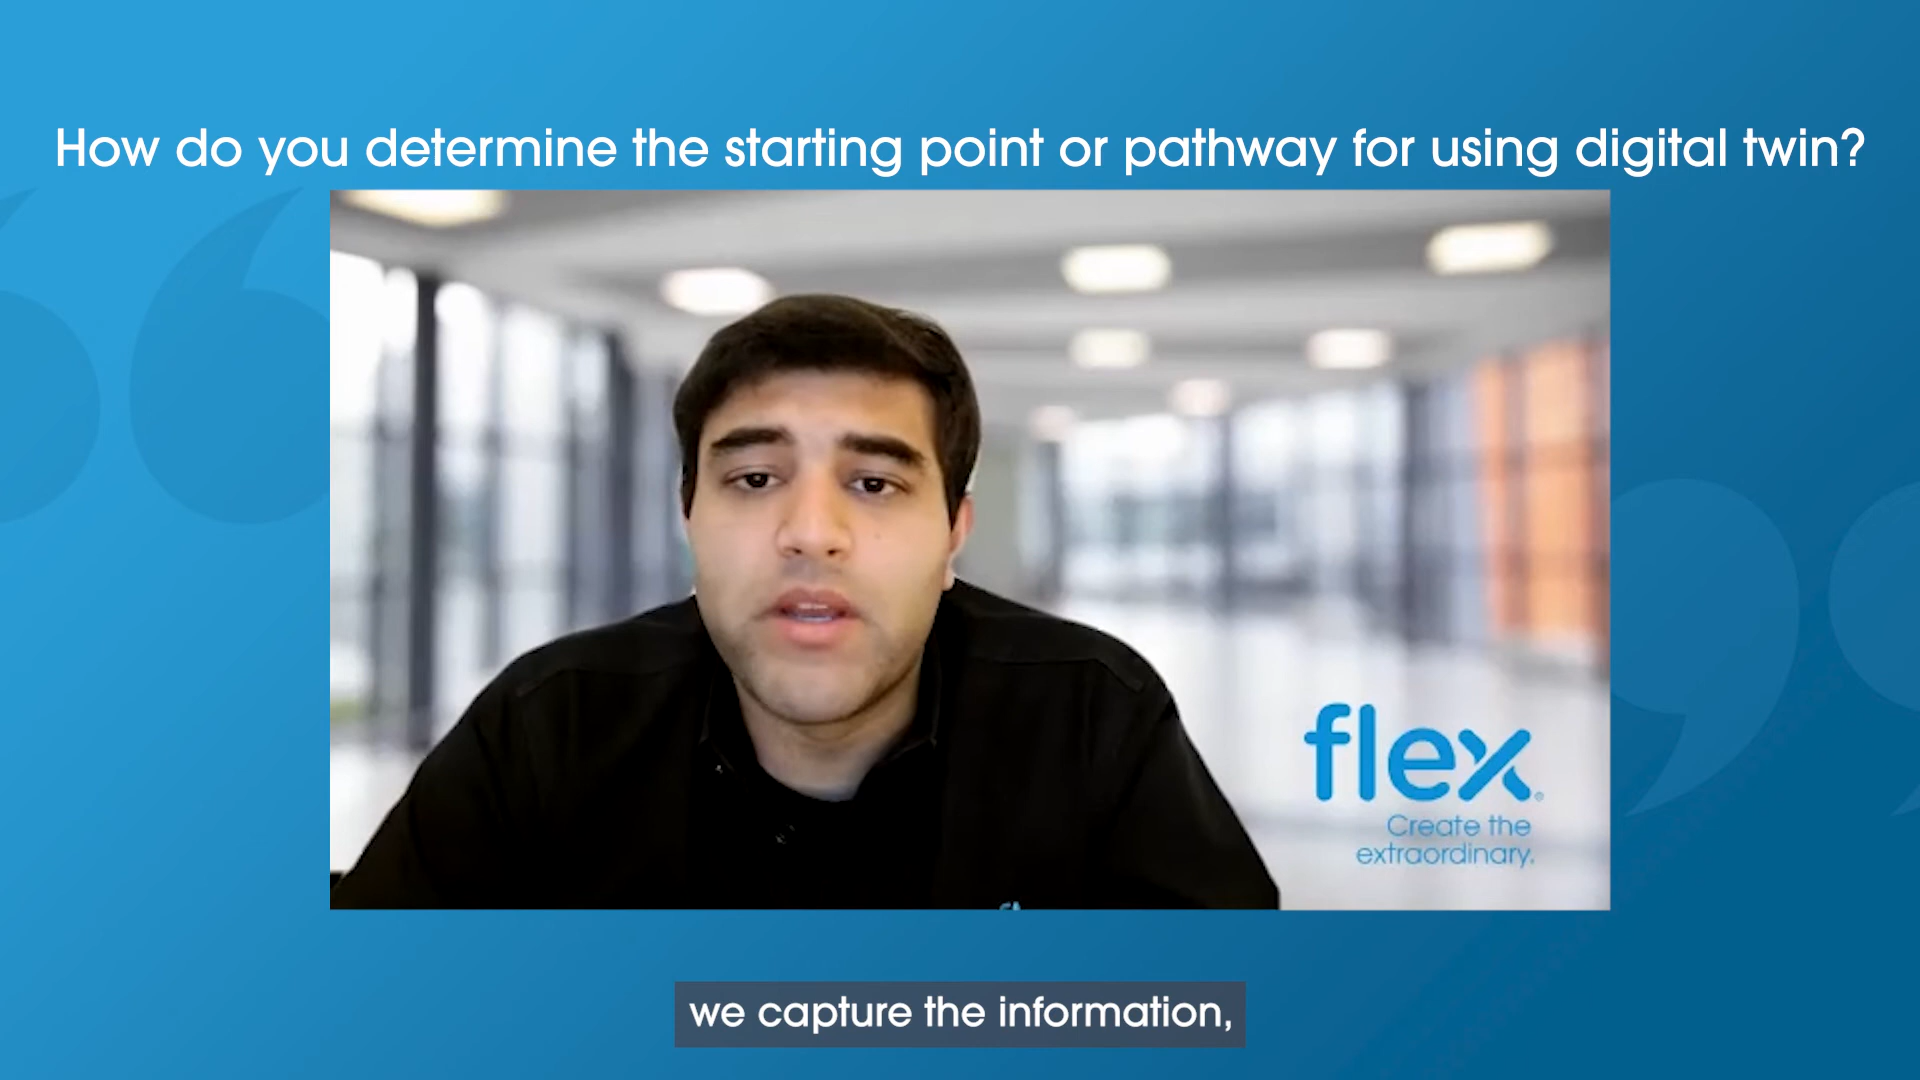 How do you determine the starting point or pathway for using digital twin?
flex
Create the
extraordinary.
we capture the information,